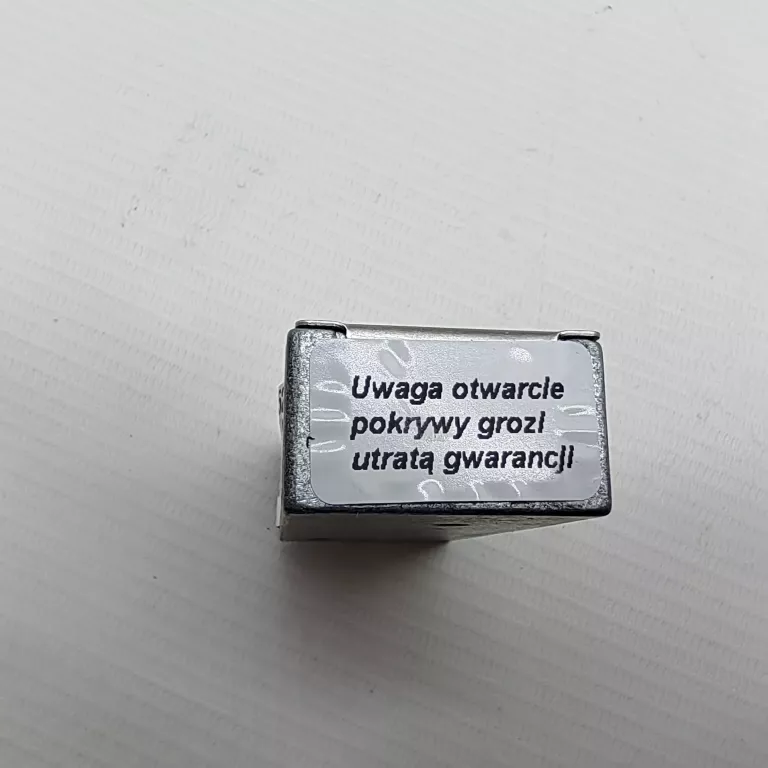 Uwaga otwarcie
pokrywy grozi
utratą gwarancji